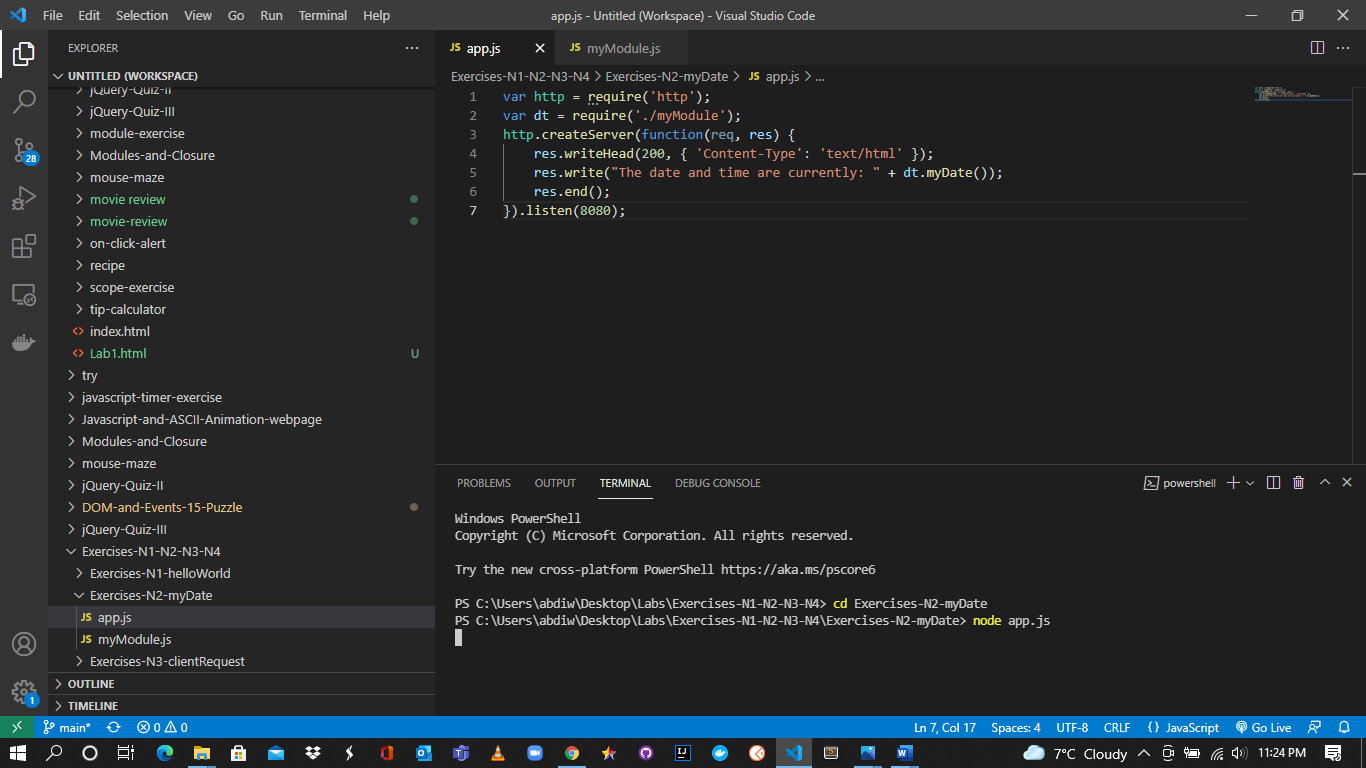 File Edit Selection View Go Run Terminal Help app.js - Untitled (Workspace) - Visual Studio Code
EXPLORER
UNTITLED (WORKSPACE)
jQuery-Quiz-II
jQuery-Quiz-III
module-exercise
Modules-and-Closure
mouse-maze
movie review
movie-review
on-click-alert
recipe
scope-exercise
tip-calculator
index.html
Lab1.html U
try
javascript-timer-exercise
Javascript-and-ASCII-Animation-webpage
Modules-and-Closure
mouse-maze
jQuery-Quiz-II
DOM-and-Events-15-Puzzle
jQuery-Quiz-III
Exercises-N1-N2-N3-N4
Exercises-N1-helloWorld
Exercises-N2-myDate
JS app.js
JS myModule.js
Exercises-N3-clientRequest
OUTLINE
TIMELINE
28
1
JS app.js JS myModule.js
Exercises-N1-N2-N3-N4 > Exercises-N2-myDate > JS app.js > ...
1 var http = require('http');
2 var dt = require('./myModule');
3 http.createServer(function(req, res) {
4 res.writeHead(200, { 'Content-Type': 'text/html' });
5 res.write("The date and time are currently: " + dt.myDate());
6 res.end();
7 }).listen(8080);
PROBLEMS OUTPUT TERMINAL DEBUG CONSOLE powershell
Windows PowerShell
Copyright (C) Microsoft Corporation. All rights reserved.
Try the new cross-platform PowerShell https://aka.ms/pscore6
PS C:\Users\abdiw\Desktop\Labs\Exercises-N1-N2-N3-N4> cd Exercises-N2-myDate
PS C:\Users\abdiw\Desktop\Labs\Exercises-N1-N2-N3-N4\Exercises-N2-myDate> node app.js
main* 0 0 Ln 7, Col 17 Spaces: 4 UTF-8 CRLF {} JavaScript Go Live
7°C Cloudy 11:24 PM